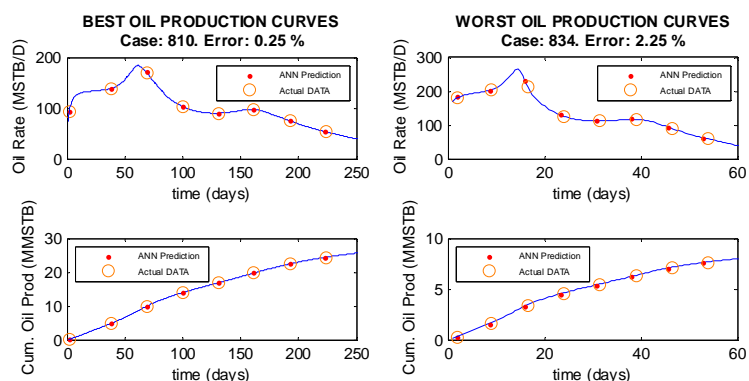 BEST OIL PRODUCTION CURVES
Case: 810. Error: 0.25 %
Oil Rate (MSTB/D)
200
100
0
0 50 100 150 200 250
time (days)
ANN Prediction
Actual DATA
WORST OIL PRODUCTION CURVES
Case: 834. Error: 2.25 %
Oil Rate (MSTB/D)
300
200
100
0
0 20 40 60
time (days)
ANN Prediction
Actual DATA
Cum. Oil Prod (MMSTB)
30
20
10
0
0 50 100 150 200 250
time (days)
ANN Prediction
Actual DATA
Cum. Oil Prod (MMSTB)
10
5
0
0 20 40 60
time (days)
ANN Prediction
Actual DATA